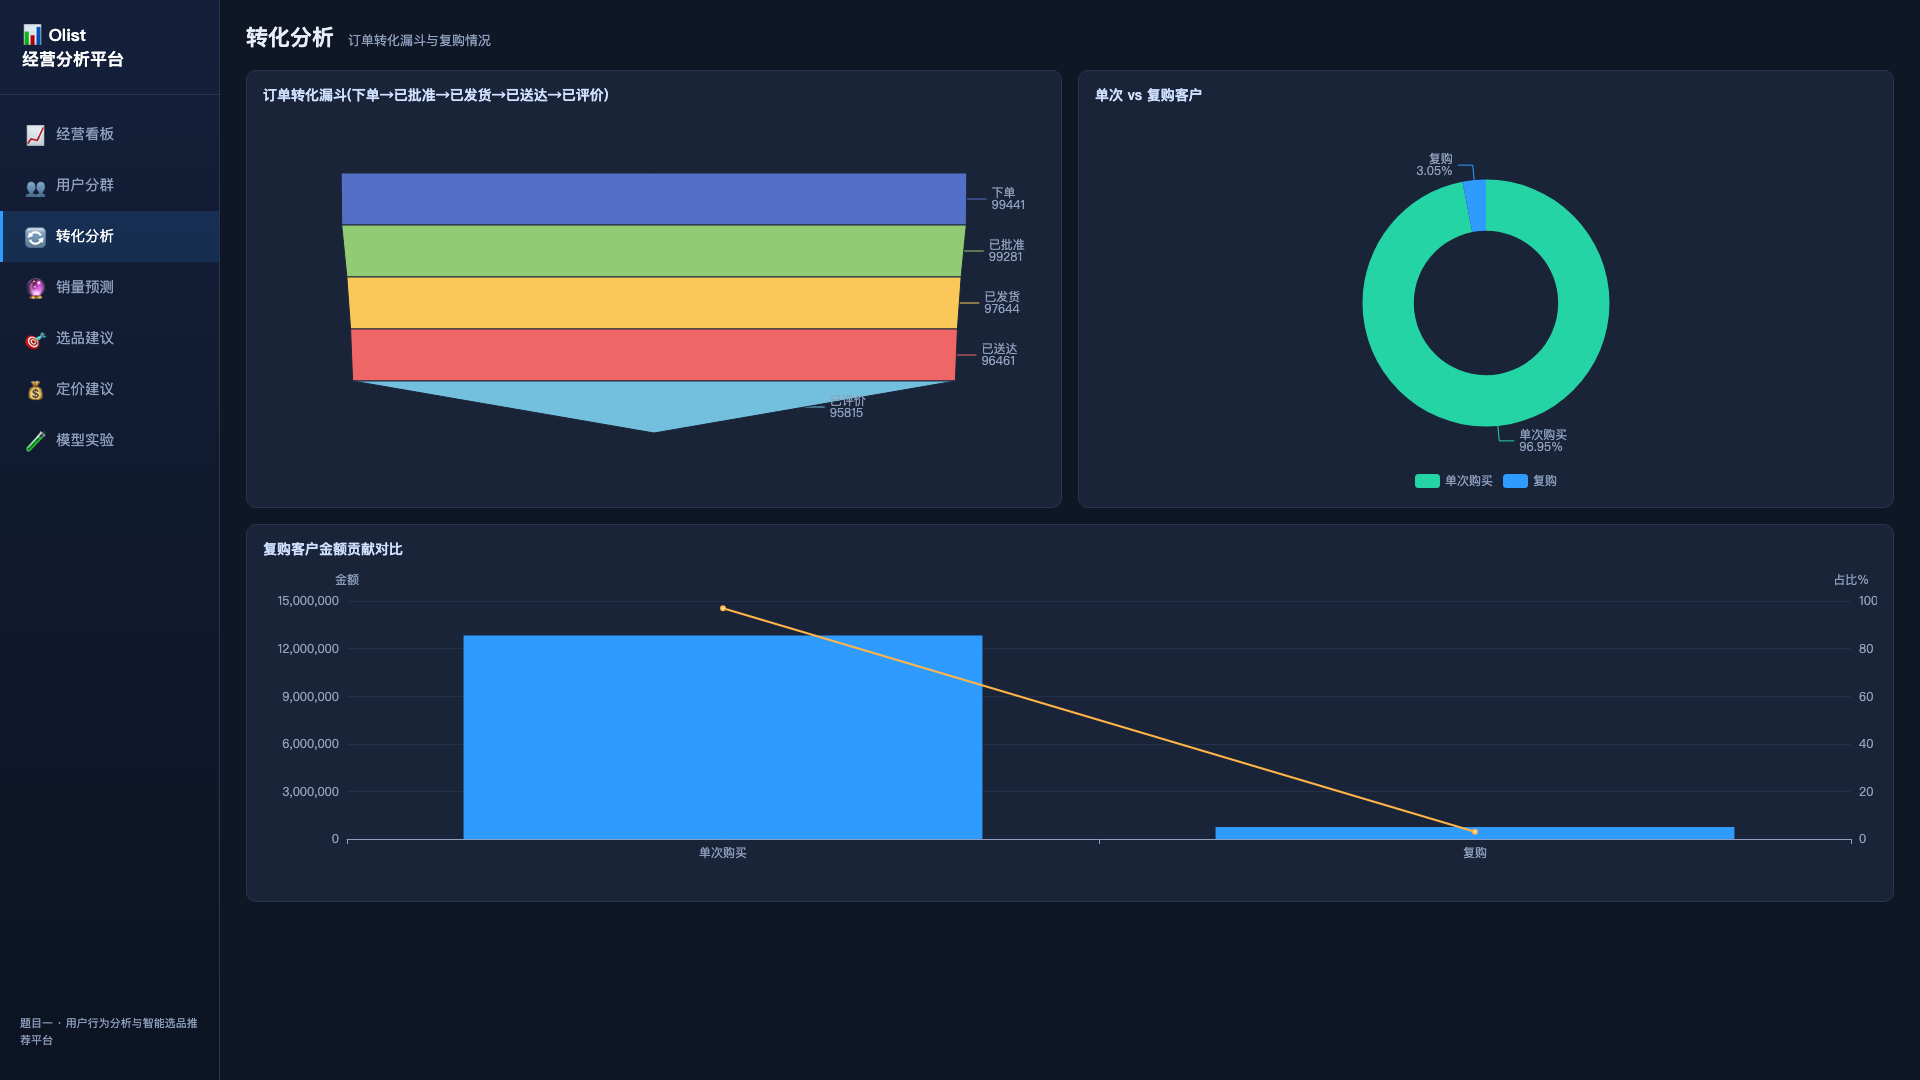 Olist
经营分析平台
经营看板
用户分群
转化分析
销量预测
选品建议
定价建议
模型实验
题目一 · 用户行为分析与智能选品推
荐平台
转化分析 订单转化漏斗与复购情况
订单转化漏斗(下单→已批准→已发货→已送达→已评价)
下单
99441
已批准
99281
已发货
97644
已送达
96461
已评价
95815
单次 vs 复购客户
复购
3.05%
单次购买
96.95%
单次购买 复购
复购客户金额贡献对比
金额
占比%
15,000,000
12,000,000
9,000,000
6,000,000
3,000,000
0
100
80
60
40
20
0
单次购买
复购